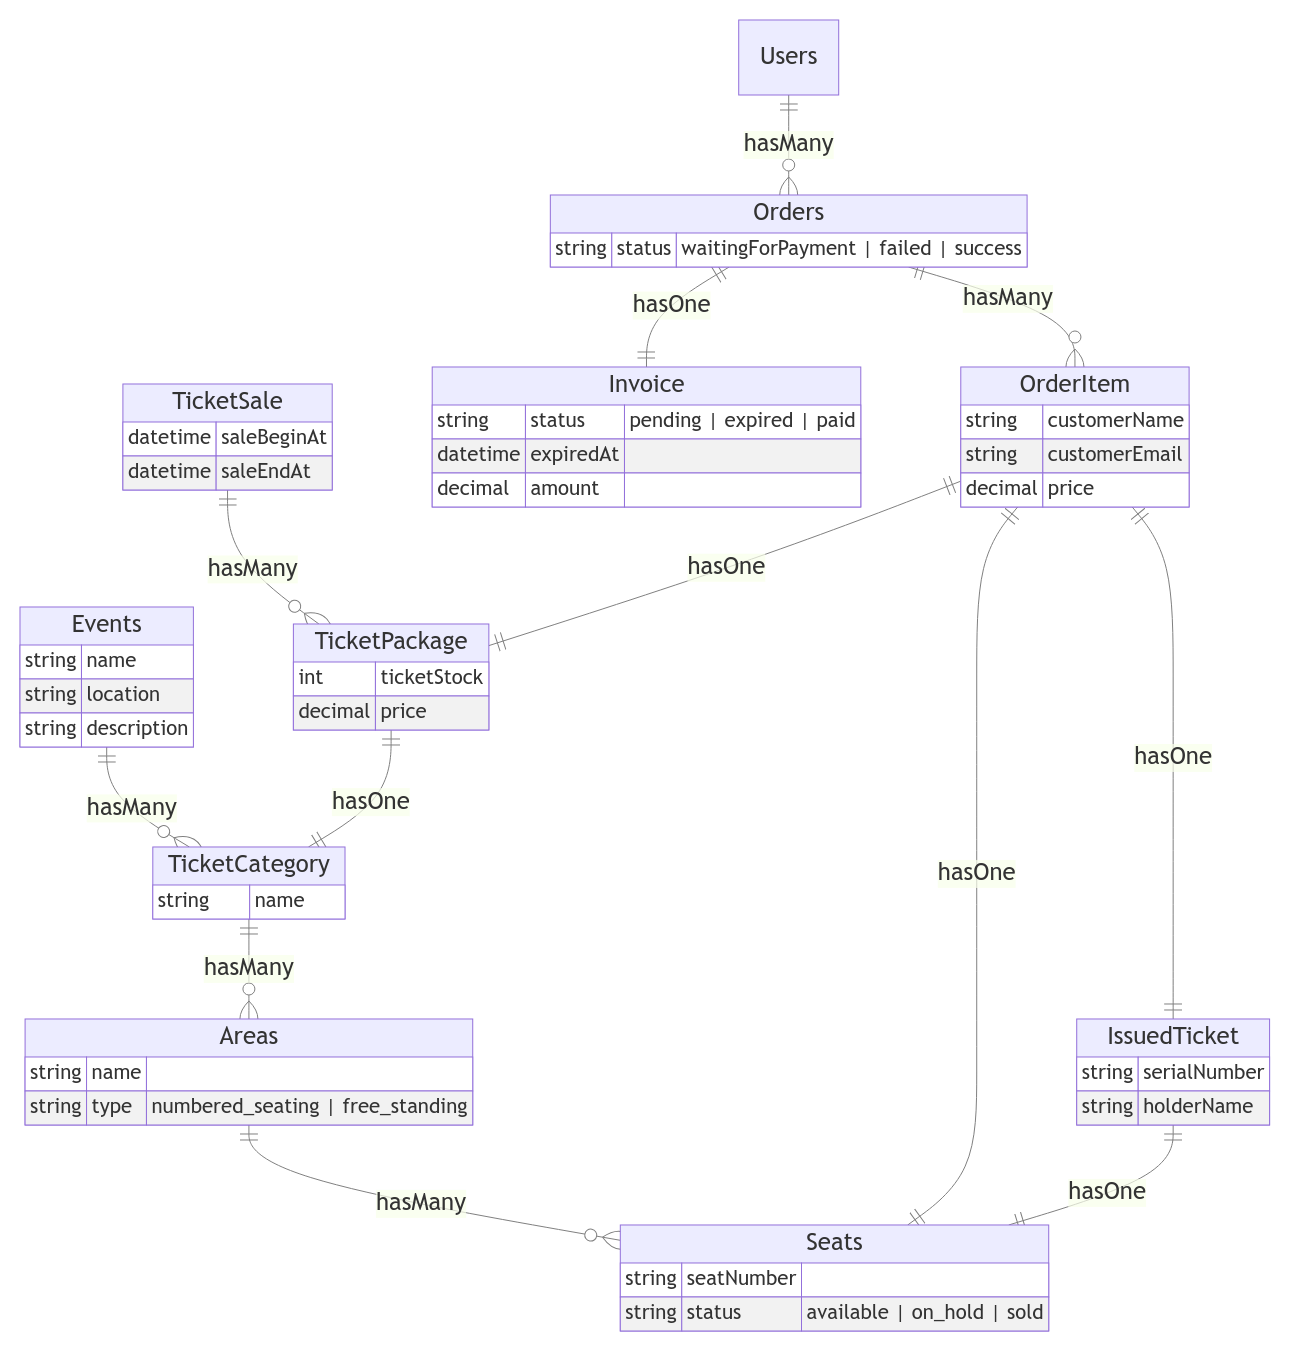 Users
hasMany
Orders
string status waitingForPayment | failed | success
hasOne
hasMany
Invoice
string status pending | expired | paid
datetime expiredAt
decimal amount
OrderItem
string customerName
string customerEmail
decimal price
TicketSale
datetime saleBeginAt
datetime saleEndAt
hasMany
hasOne
Events
string name
string location
string description
TicketPackage
int ticketStock
decimal price
hasMany
hasOne
hasOne
TicketCategory
string name
hasOne
hasMany
Areas
string name
string type numbered_seating | free_standing
IssuedTicket
string serialNumber
string holderName
hasMany
hasOne
Seats
string seatNumber
string status available | on_hold | sold